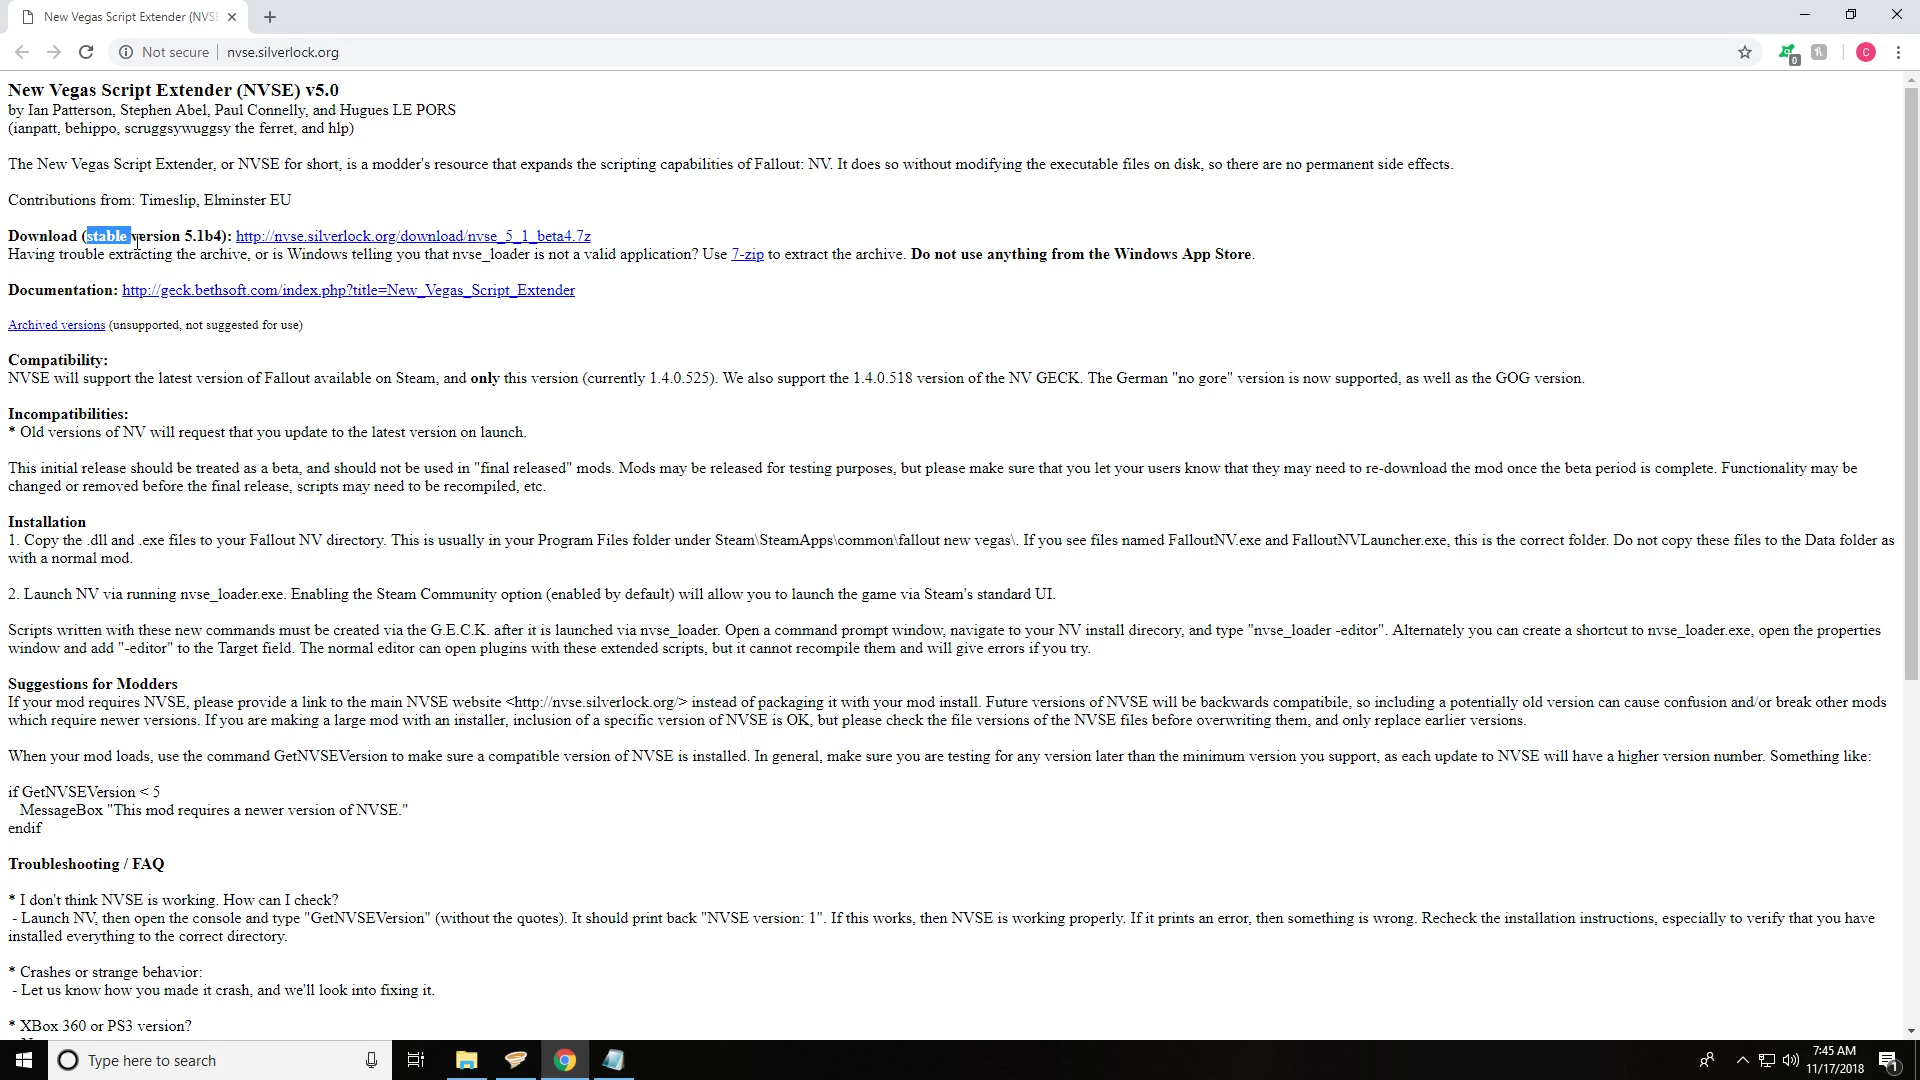 New Vegas Script Extender (NVSE
Not secure
nvse.silverlock.org
0
C
New Vegas Script Extender (NVSE) v5.0
by Ian Patterson, Stephen Abel, Paul Connelly, and Hugues LE PORS
(ianpatt, behippo, scruggsywuggsy the ferret, and hlp)
The New Vegas Script Extender, or NVSE for short, is a modder's resource that expands the scripting capabilities of Fallout: NV. It does so without modifying the executable files on disk, so there are no permanent side effects.
Contributions from: Timeslip, Elminster EU
Download (stable version 5.1b4): http://nvse.silverlock.org/download/nvse_5_1_beta4.7z
Having trouble extracting the archive, or is Windows telling you that nvse_loader is not a valid application? Use 7-zip to extract the archive. Do not use anything from the Windows App Store.
Documentation: http://geck.bethsoft.com/index.php?title=New_Vegas_Script_Extender
Archived versions (unsupported, not suggested for use)
Compatibility:
NVSE will support the latest version of Fallout available on Steam, and only this version (currently 1.4.0.525). We also support the 1.4.0.518 version of the NV GECK. The German "no gore" version is now supported, as well as the GOG version.
Incompatibilities:
* Old versions of NV will request that you update to the latest version on launch.
This initial release should be treated as a beta, and should not be used in "final released" mods. Mods may be released for testing purposes, but please make sure that you let your users know that they may need to re-download the mod once the beta period is complete. Functionality may be
changed or removed before the final release, scripts may need to be recompiled, etc.
Installation
1. Copy the .dll and .exe files to your Fallout NV directory. This is usually in your Program Files folder under Steam\SteamApps\common\fallout new vegas\. If you see files named FalloutNV.exe and FalloutNVLauncher.exe, this is the correct folder. Do not copy these files to the Data folder as
with a normal mod.
2. Launch NV via running nvse_loader.exe. Enabling the Steam Community option (enabled by default) will allow you to launch the game via Steam's standard UI.
Scripts written with these new commands must be created via the G.E.C.K. after it is launched via nvse_loader. Open a command prompt window, navigate to your NV install direcory, and type "nvse_loader -editor". Alternately you can create a shortcut to nvse_loader.exe, open the properties
window and add "-editor" to the Target field. The normal editor can open plugins with these extended scripts, but it cannot recompile them and will give errors if you try.
Suggestions for Modders
If your mod requires NVSE, please provide a link to the main NVSE website <http://nvse.silverlock.org/> instead of packaging it with your mod install. Future versions of NVSE will be backwards compatibile, so including a potentially old version can cause confusion and/or break other mods
which require newer versions. If you are making a large mod with an installer, inclusion of a specific version of NVSE is OK, but please check the file versions of the NVSE files before overwriting them, and only replace earlier versions.
When your mod loads, use the command GetNVSEVersion to make sure a compatible version of NVSE is installed. In general, make sure you are testing for any version later than the minimum version you support, as each update to NVSE will have a higher version number. Something like:
if GetNVSEVersion < 5
MessageBox "This mod requires a newer version of NVSE."
endif
Troubleshooting / FAQ
* I don't think NVSE is working. How can I check?
- Launch NV, then open the console and type "GetNVSEVersion" (without the quotes). It should print back "NVSE version: 1". If this works, then NVSE is working properly. If it prints an error, then something is wrong. Recheck the installation instructions, especially to verify that you have
installed everything to the correct directory.
* Crashes or strange behavior:
- Let us know how you made it crash, and we'll look into fixing it.
* XBox 360 or PS3 version?
Type here to search
7:45 AM
11/17/2018
1